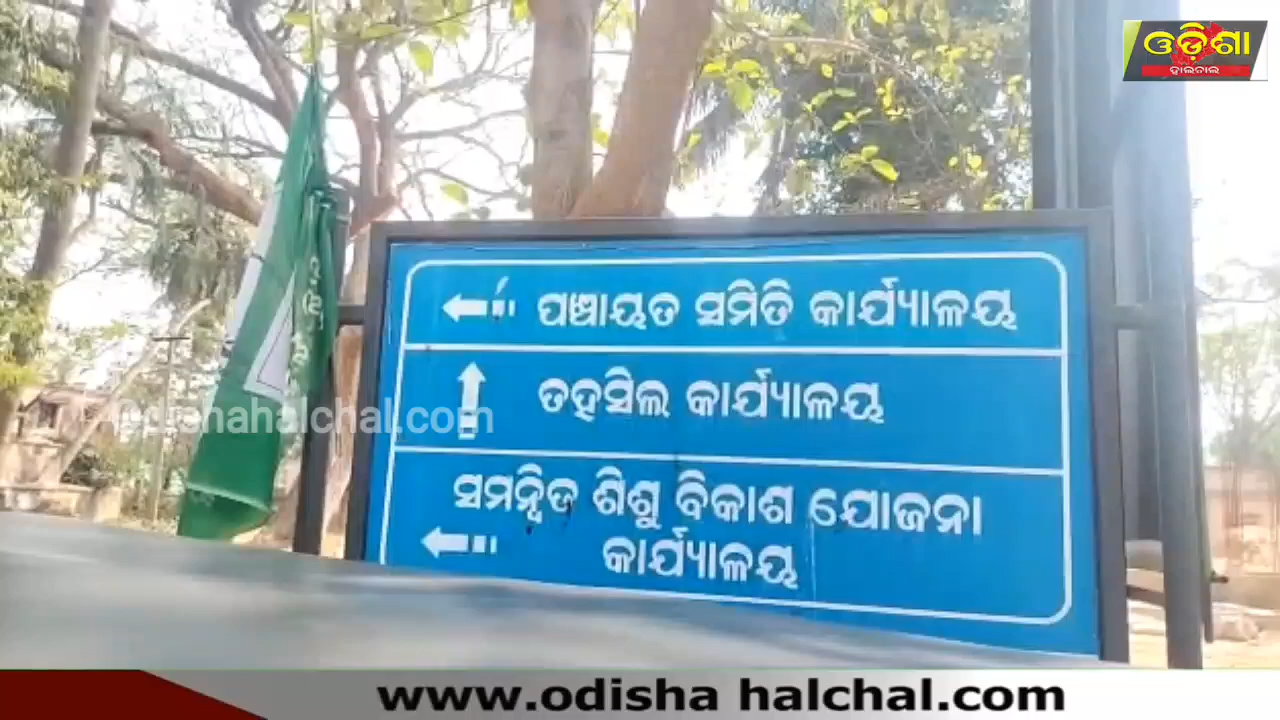 ଓଡ଼ିଶା
ହାଲଚାଲ
ପଞ୍ଚାୟତ ସମିତି କାର୍ଯ୍ୟାଳୟ
ତହସିଲ କାର୍ଯ୍ୟାଳୟ
Odishahalchal.com
ସମନ୍ୱିତ ଶିଶୁ ବିକାଶ ଯୋଜନା
କାର୍ଯ୍ୟାଳୟ
www.odisha halchal.com